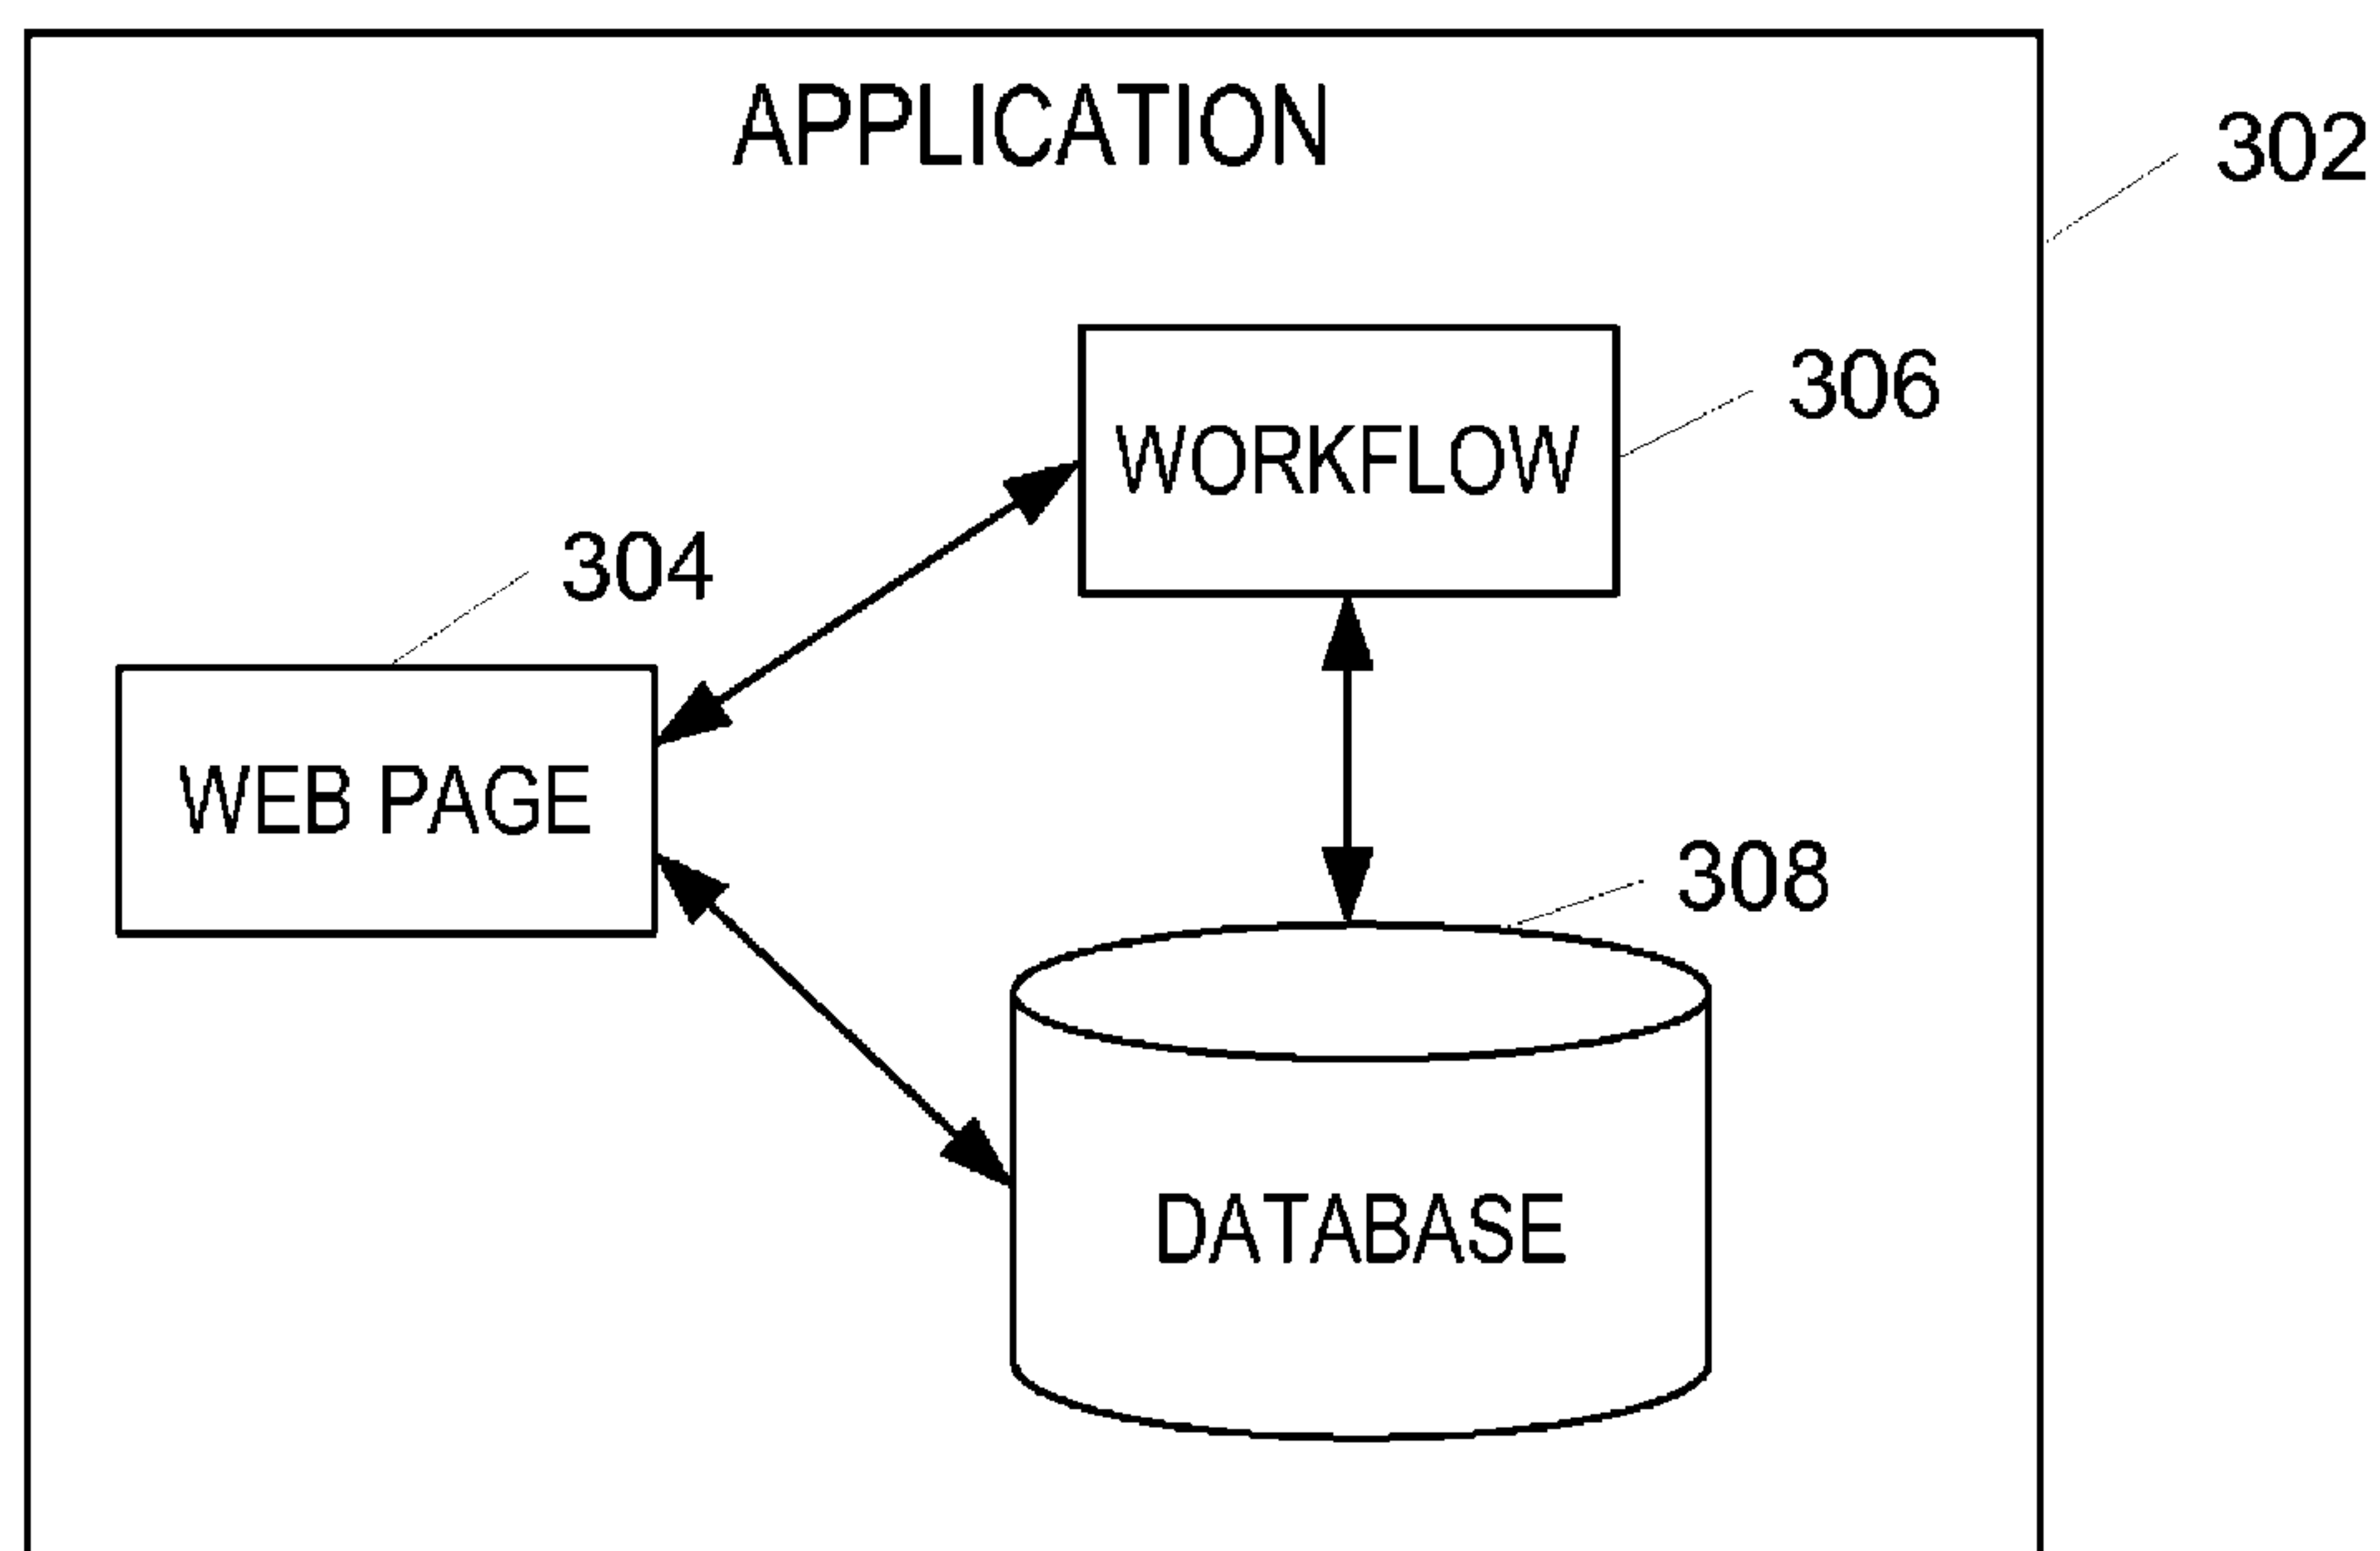 APPLICATION
302
306
WORKFLOW
304
WEB PAGE
308
DATABASE